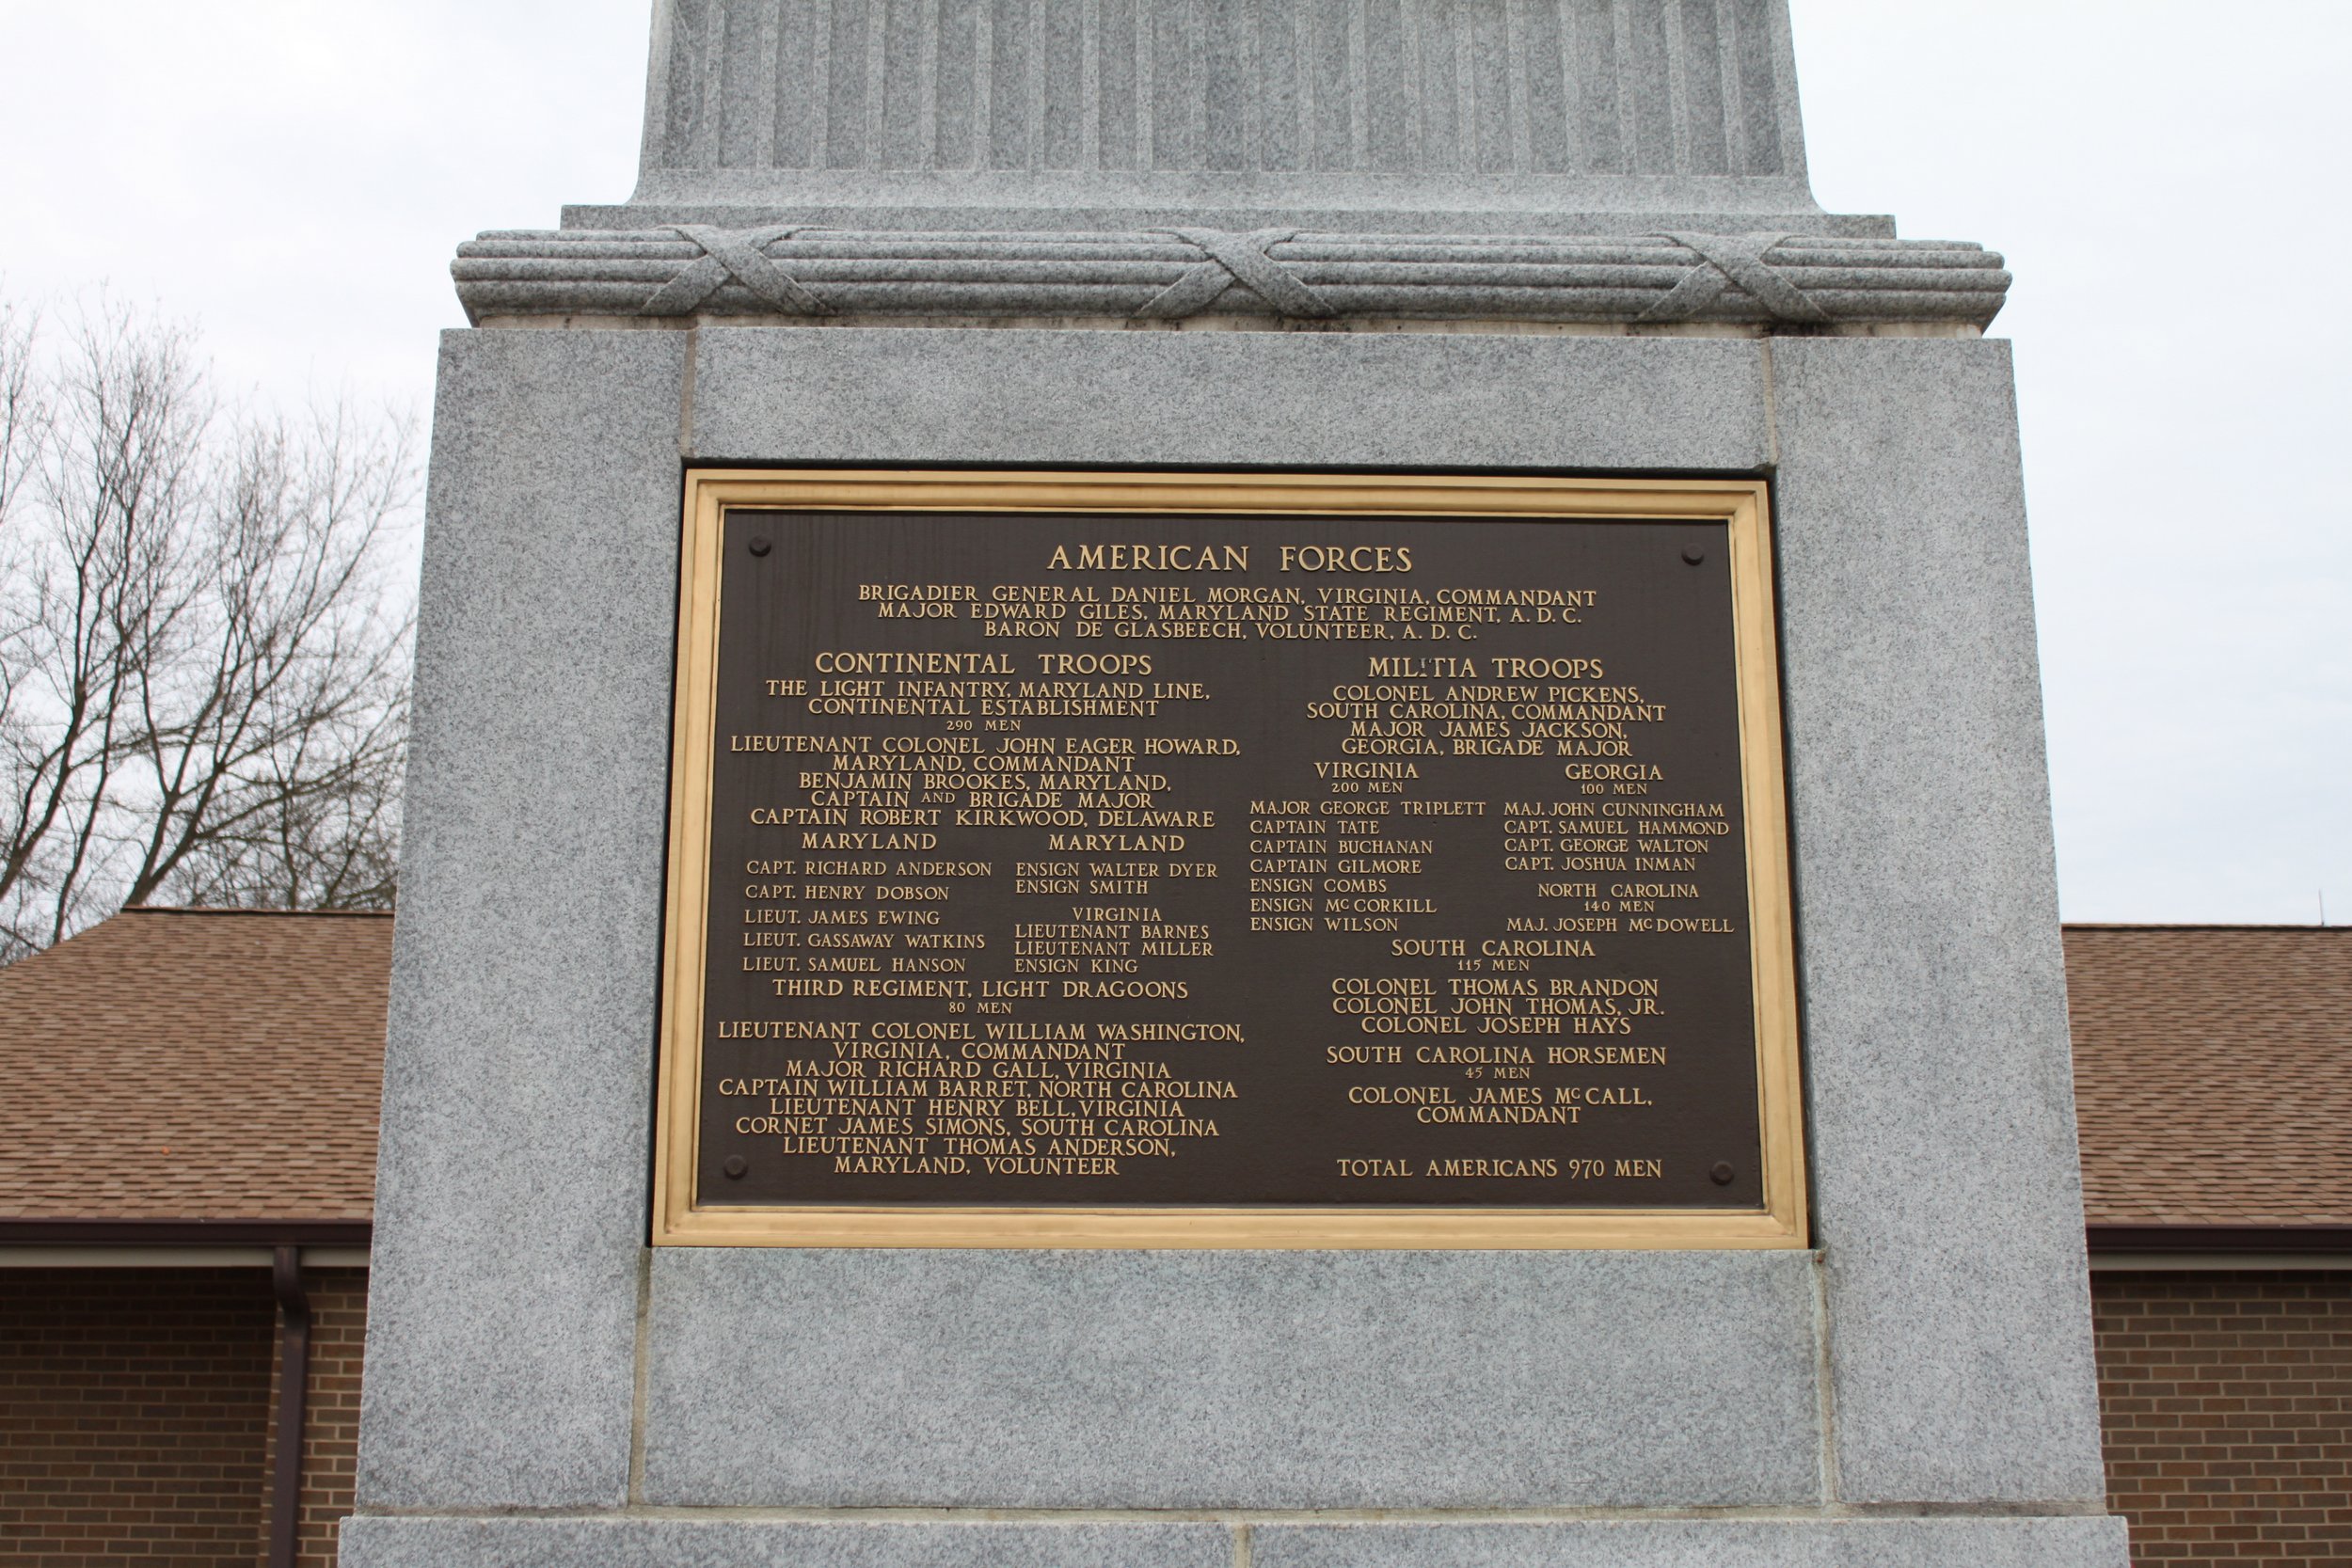 AMERICAN FORCES
BRIGADIER GENERAL DANIEL MORGAN, VIRGINIA, COMMANDANT
MAJOR EDWARD GILES, MARYLAND STATE REGIMENT, A. D. C.
BARON DE GLASBEECH, VOLUNTEER, A. D. C.
CONTINENTAL TROOPS
THE LIGHT INFANTRY, MARYLAND LINE,
CONTINENTAL ESTABLISHMENT
290 MEN
LIEUTENANT COLONEL JOHN EAGER HOWARD,
MARYLAND, COMMANDANT
BENJAMIN BROOKES, MARYLAND,
CAPTAIN AND BRIGADE MAJOR
CAPTAIN ROBERT KIRKWOOD, DELAWARE
MARYLAND
CAPT. RICHARD ANDERSON
CAPT. HENRY DOBSON
LIEUT. JAMES EWING
LIEUT. GASSAWAY WATKINS
LIEUT. SAMUEL HANSON
MARYLAND
ENSIGN WALTER DYER
ENSIGN SMITH
VIRGINIA
LIEUTENANT BARNES
LIEUTENANT MILLER
ENSIGN KING
THIRD REGIMENT, LIGHT DRAGOONS
80 MEN
LIEUTENANT COLONEL WILLIAM WASHINGTON,
VIRGINIA, COMMANDANT
MAJOR RICHARD GALL, VIRGINIA
CAPTAIN WILLIAM BARRET, NORTH CAROLINA
LIEUTENANT HENRY BELL, VIRGINIA
CORNET JAMES SIMONS, SOUTH CAROLINA
LIEUTENANT THOMAS ANDERSON,
MARYLAND, VOLUNTEER
MILITIA TROOPS
COLONEL ANDREW PICKENS,
SOUTH CAROLINA, COMMANDANT
MAJOR JAMES JACKSON,
GEORGIA, BRIGADE MAJOR
VIRGINIA
200 MEN
MAJOR GEORGE TRIPLETT
CAPTAIN TATE
CAPTAIN BUCHANAN
CAPTAIN GILMORE
ENSIGN COMBS
ENSIGN McCORKILL
ENSIGN WILSON
GEORGIA
100 MEN
MAJ. JOHN CUNNINGHAM
CAPT. SAMUEL HAMMOND
CAPT. GEORGE WALTON
CAPT. JOSHUA INMAN
NORTH CAROLINA
140 MEN
MAJ. JOSEPH McDOWELL
SOUTH CAROLINA
115 MEN
COLONEL THOMAS BRANDON
COLONEL JOHN THOMAS, JR.
COLONEL JOSEPH HAYS
SOUTH CAROLINA HORSEMEN
45 MEN
COLONEL JAMES McCALL,
COMMANDANT
TOTAL AMERICANS 970 MEN